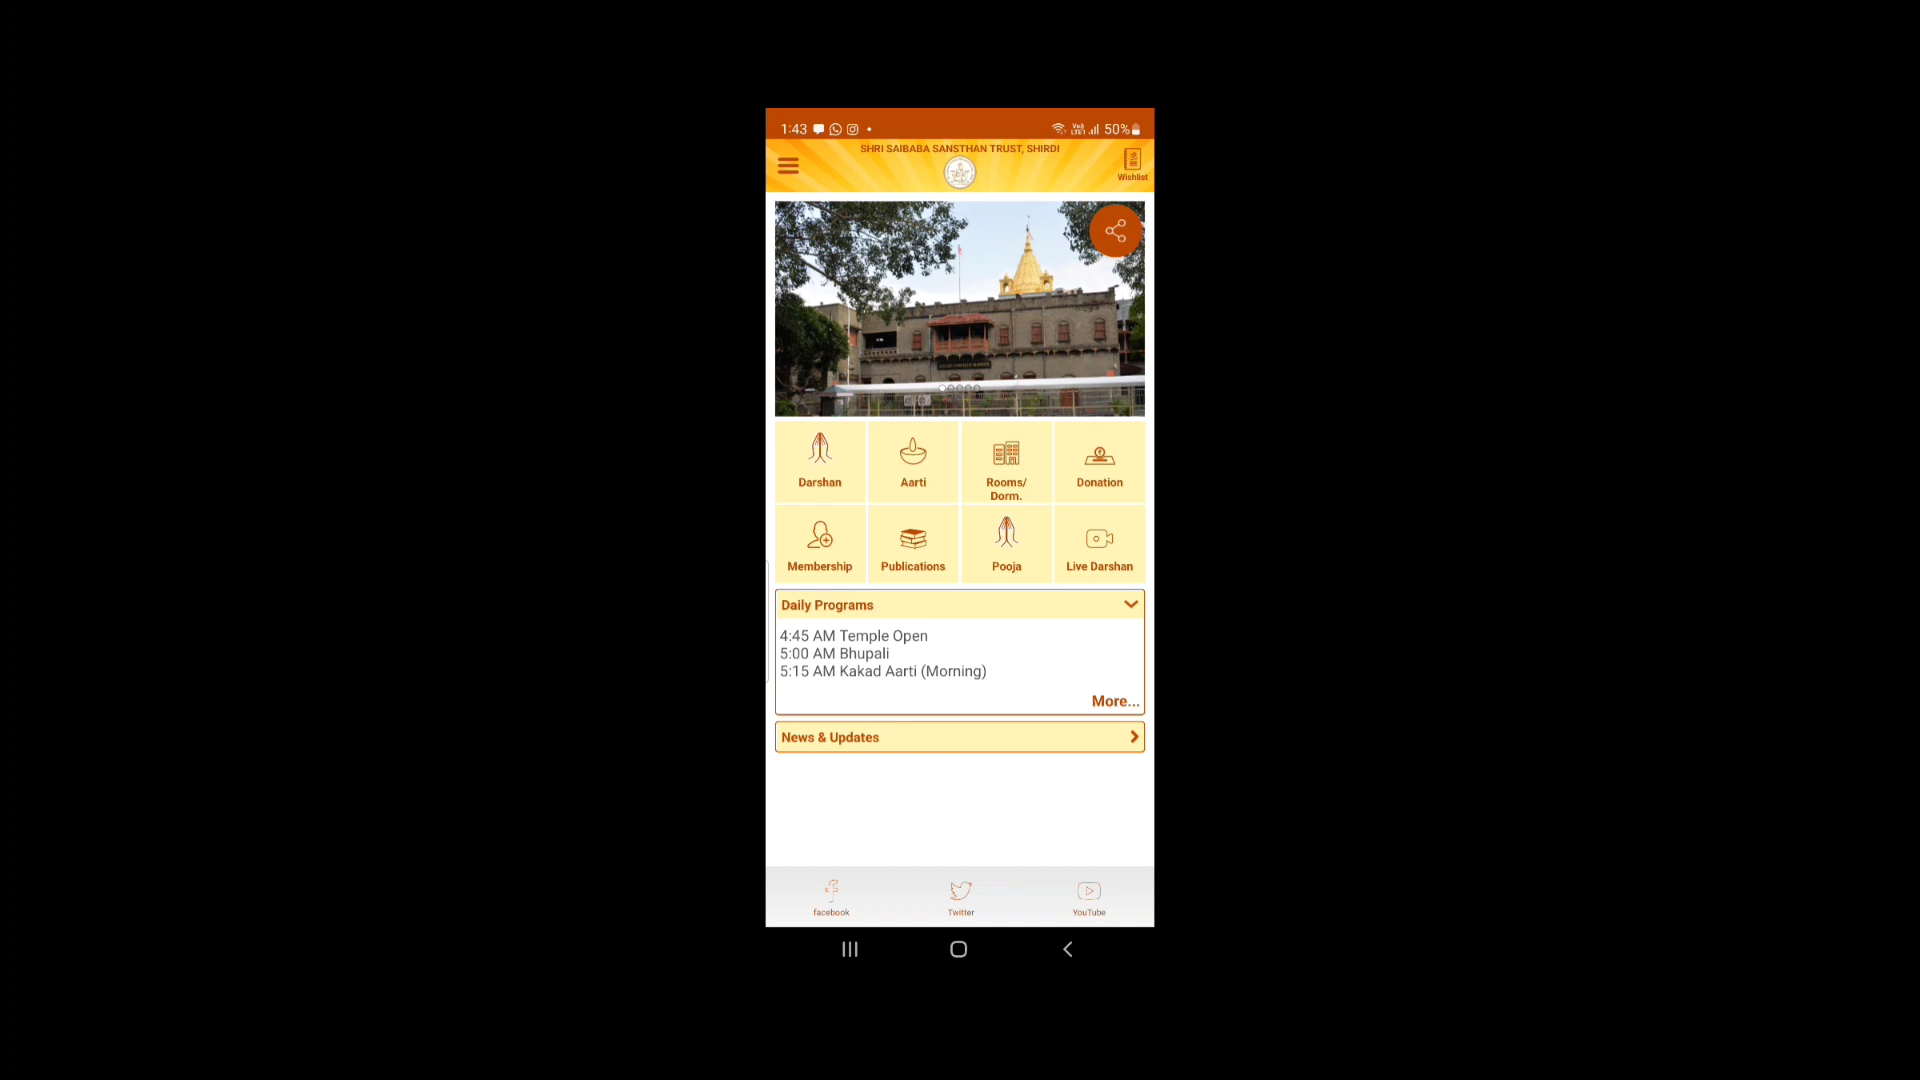 1:43
Vo)) LTE1 50%
SHRI SAIBABA SANSTHAN TRUST, SHIRDI
Wishlist
Darshan
Aarti
Rooms/
Dorm.
Donation
Membership
Publications
Pooja
Live Darshan
Daily Programs
4:45 AM Temple Open
5:00 AM Bhupali
5:15 AM Kakad Aarti (Morning)
More...
News & Updates
facebook
Twitter
YouTube